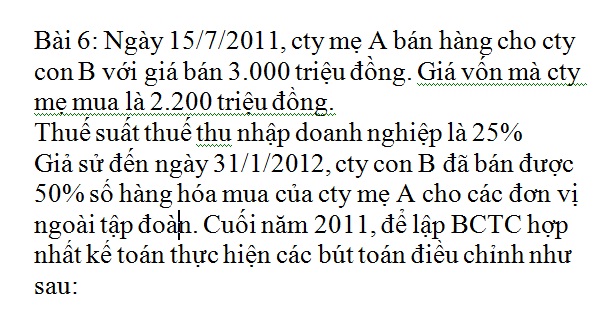 Bài 6: Ngày 15/7/2011, cty mẹ A bán hàng cho cty
con B với giá bán 3.000 triệu đồng. Giá vốn mà cty
mẹ mua là 2.200 triệu đồng.
Thuế suất thuế thu nhập doanh nghiệp là 25%
Giả sử đến ngày 31/1/2012, cty con B đã bán được
50% số hàng hóa mua của cty mẹ A cho các đơn vị
ngoài tập đoàn. Cuối năm 2011, để lập BCTC hợp
nhất kế toán thực hiện các bút toán điều chỉnh như
sau: